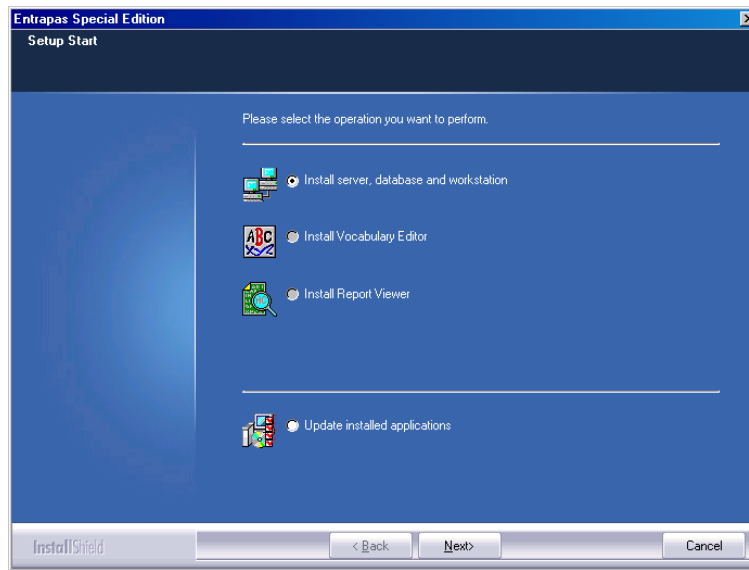 Entrapas Special Edition
Setup Start
Please select the operation you want to perform.
Install server, database and workstation
ABC
Install Vocabulary Editor
Install Report Viewer
Update installed applications
InstallShield
< Back
Next>
Cancel